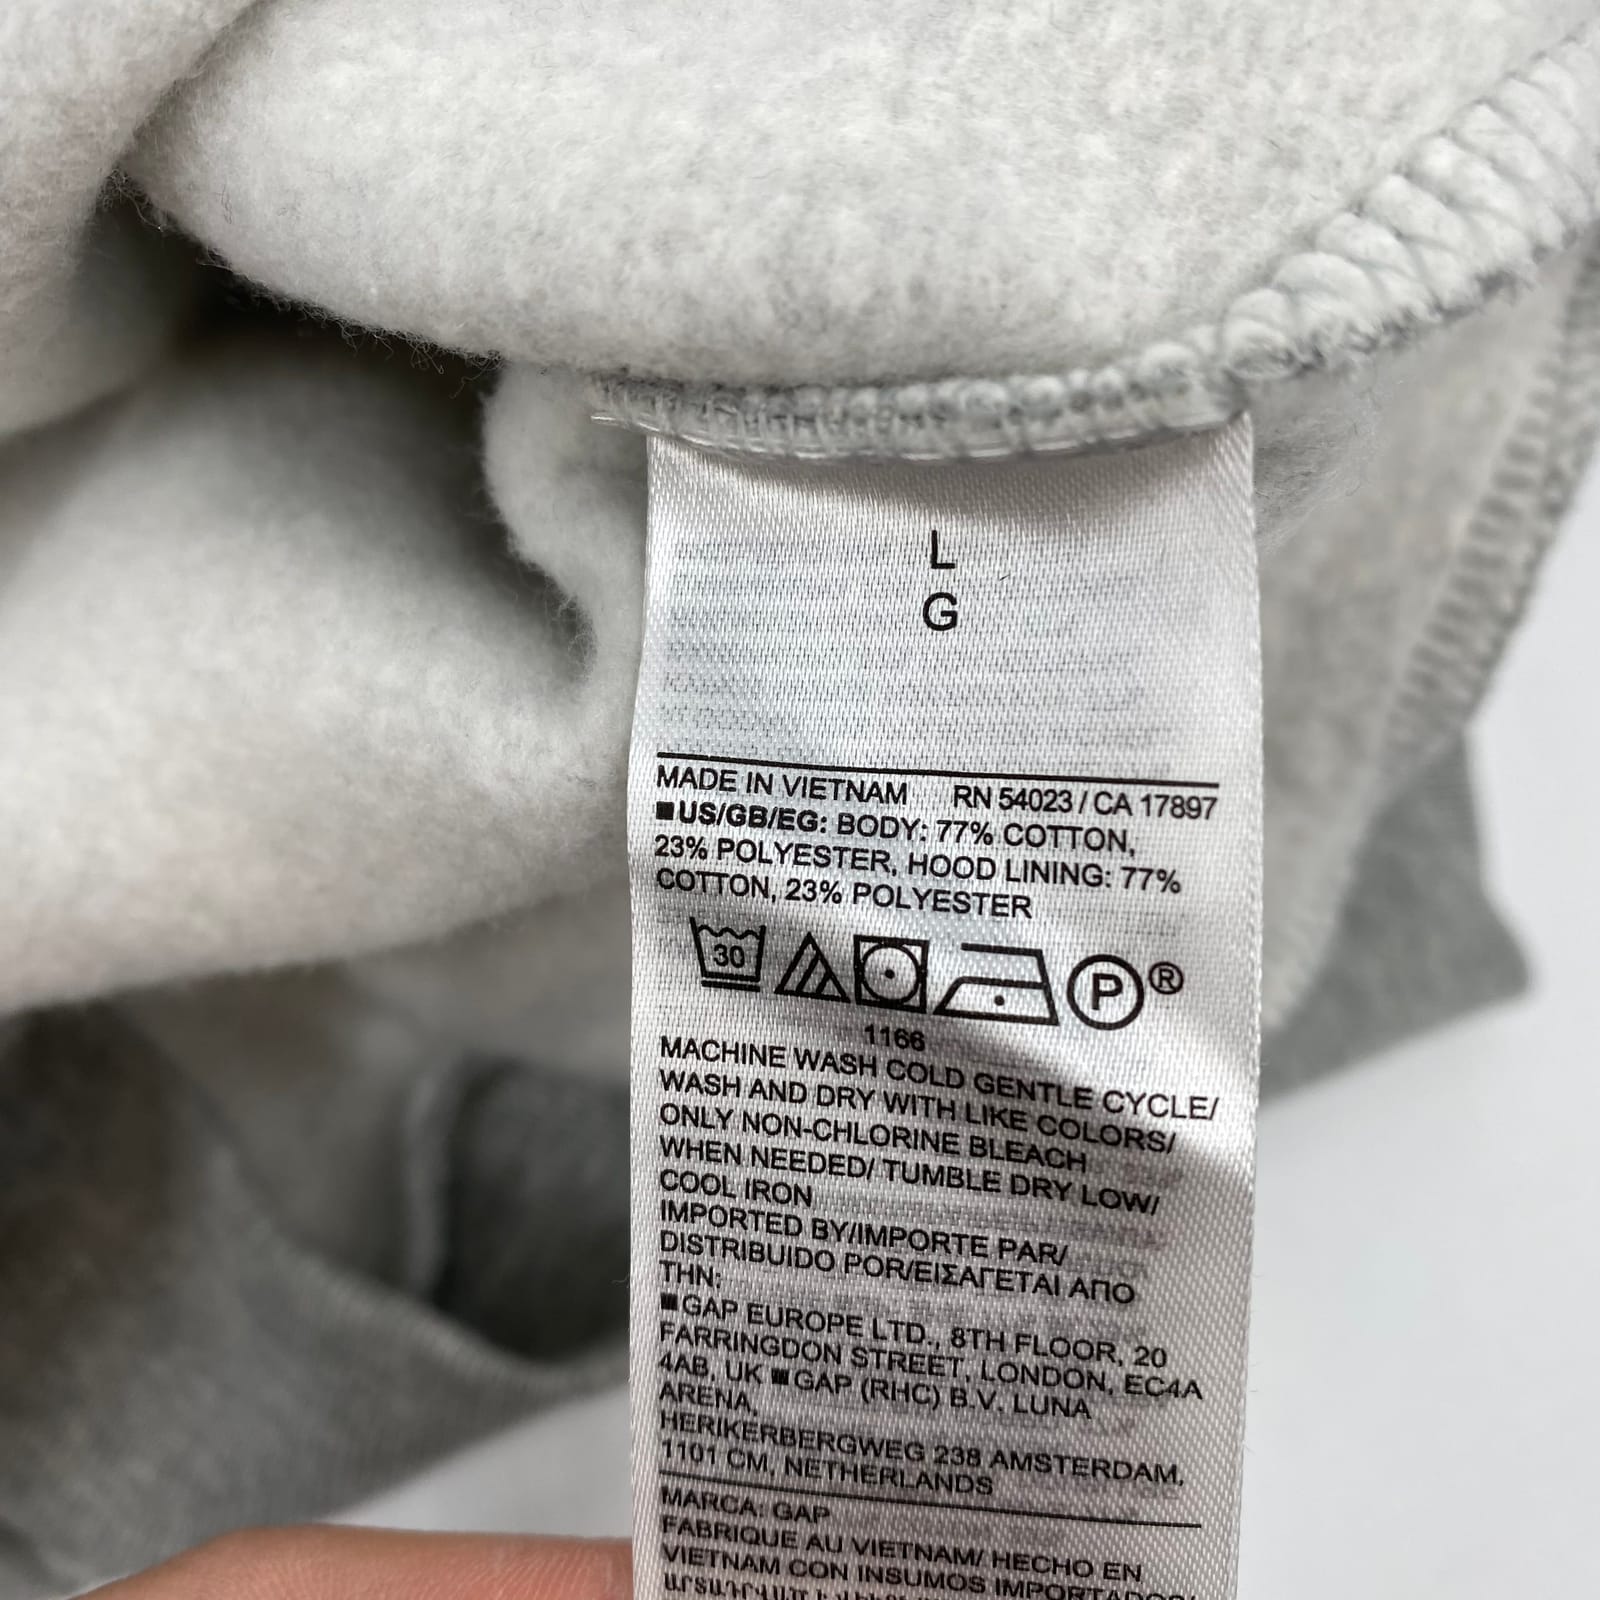 L
G
MADE IN VIETNAM RN 54023 / CA 17897
■US/GB/EG: BODY: 77% COTTON,
23% POLYESTER, HOOD LINING: 77%
COTTON, 23% POLYESTER
30 P ®
1166
MACHINE WASH COLD GENTLE CYCLE/
WASH AND DRY WITH LIKE COLORS/
ONLY NON-CHLORINE BLEACH
WHEN NEEDED/ TUMBLE DRY LOW/
COOL IRON
IMPORTED BY/IMPORTE PAR/
DISTRIBUIDO POR/ΕΙΣΑΓΕΤΑΙ ΑΠΟ
ΤΗΝ:
■GAP EUROPE LTD., 8TH FLOOR, 20
FARRINGDON STREET, LONDON, EC4A
4AB, UK ■GAP (RHC) B.V. LUNA
ARENA,
HERIKERBERGWEG 238 AMSTERDAM,
1101 CM, NETHERLANDS
MARCA: GAP
FABRIQUE AU VIETNAM/ HECHO EN
VIETNAM CON INSUMOS IMPORTADOS/